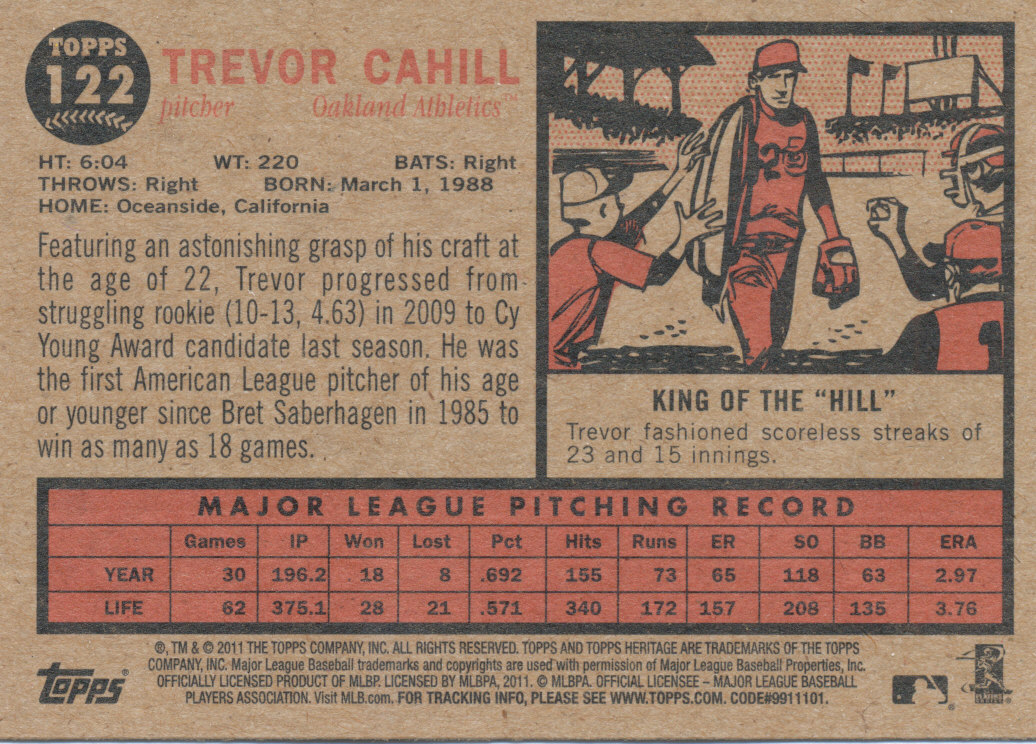 TOPPS
122
TREVOR CAHILL
pitcher Oakland Athletics™
HT: 6:04 WT: 220 BATS: Right
THROWS: Right BORN: March 1, 1988
HOME: Oceanside, California
Featuring an astonishing grasp of his craft at
the age of 22, Trevor progressed from
struggling rookie (10-13, 4.63) in 2009 to Cy
Young Award candidate last season. He was
the first American League pitcher of his age
or younger since Bret Saberhagen in 1985 to
win as many as 18 games.
KING OF THE “HILL”
Trevor fashioned scoreless streaks of
23 and 15 innings.
MAJOR LEAGUE PITCHING RECORD
Games IP Won Lost Pct Hits Runs ER SO BB ERA
YEAR 30 196.2 18 8 .692 155 73 65 118 63 2.97
LIFE 62 375.1 28 21 .571 340 172 157 208 135 3.76
®, TM & © 2011 THE TOPPS COMPANY, INC. ALL RIGHTS RESERVED. TOPPS AND TOPPS HERITAGE ARE TRADEMARKS OF THE TOPPS
COMPANY, INC. Major League Baseball trademarks and copyrights are used with permission of Major League Baseball Properties, Inc.
OFFICIALLY LICENSED PRODUCT OF MLBP. LICENSED BY MLBPA, 2011. © MLBPA. OFFICIAL LICENSEE – MAJOR LEAGUE BASEBALL
PLAYERS ASSOCIATION. Visit MLB.com. FOR TRACKING INFO, PLEASE SEE WWW.TOPPS.COM. CODE#9911101.
topps®